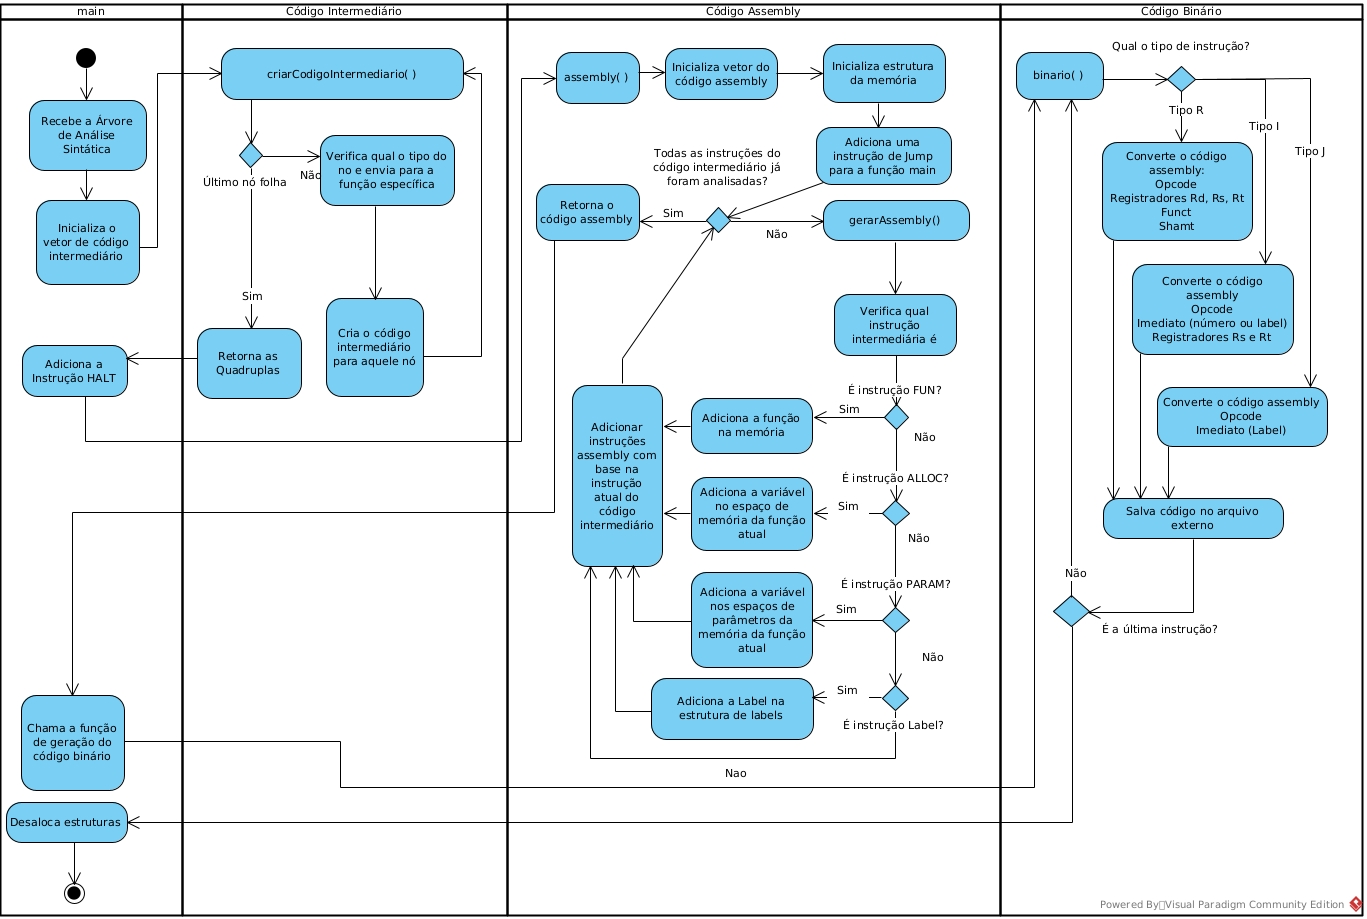 main
Código Intermediário
Código Assembly
Código Binário
Recebe a Árvore
de Análise
Sintática
Inicializa o
vetor de código
intermediário
Adiciona a
Instrução HALT
Chama a função
de geração do
código binário
Desaloca estruturas
criarCodigoIntermediario( )
Último nó folha
Não
Verifica qual o tipo do
no e envia para a
função específica
Sim
Retorna as
Quadruplas
Cria o código
intermediário
para aquele nó
assembly( )
Inicializa vetor do
código assembly
Inicializa estrutura
da memória
Adiciona uma
instrução de Jump
para a função main
Todas as instruções do
código intermediário já
foram analisadas?
Retorna o
código assembly
Sim
Não
gerarAssembly()
Verifica qual
instrução
intermediária é
É instrução FUN?
Sim
Adiciona a função
na memória
Não
Adicionar
instruções
assembly com
base na
instrução
atual do
código
intermediário
É instrução ALLOC?
Sim
Adiciona a variável
no espaço de
memória da função
atual
Não
É instrução PARAM?
Sim
Adiciona a variável
nos espaços de
parâmetros da
memória da função
atual
Não
Sim
Adiciona a Label na
estrutura de labels
É instrução Label?
Nao
Qual o tipo de instrução?
binario( )
Tipo R
Tipo I
Tipo J
Converte o código
assembly:
Opcode
Registradores Rd, Rs, Rt
Funct
Shamt
Converte o código
assembly
Opcode
Imediato (número ou label)
Registradores Rs e Rt
Converte o código assembly
Opcode
Imediato (Label)
Salva código no arquivo
externo
Não
É a última instrução?
Powered By Visual Paradigm Community Edition